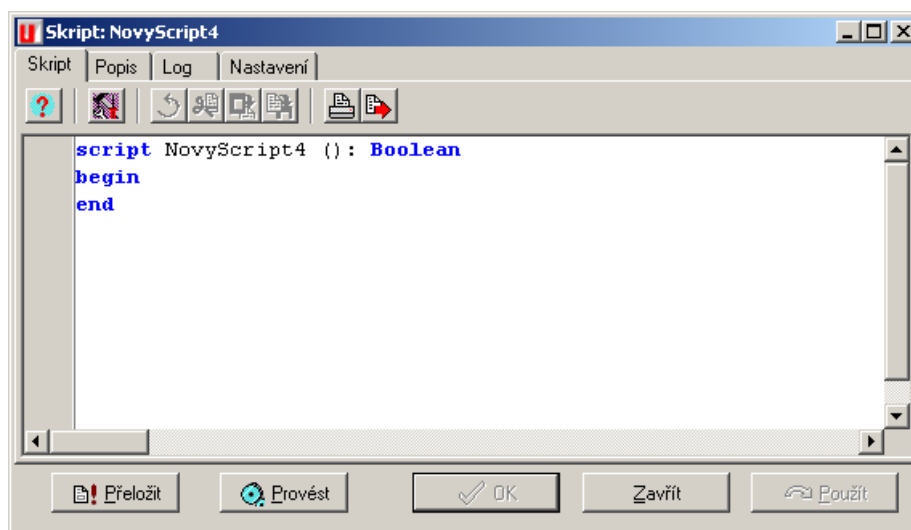 Skript: NovyScript4
Skript Popis Log Nastavení
script NovyScript4 (): Boolean
begin
end
Přeložit Provést OK Zavřít Použít